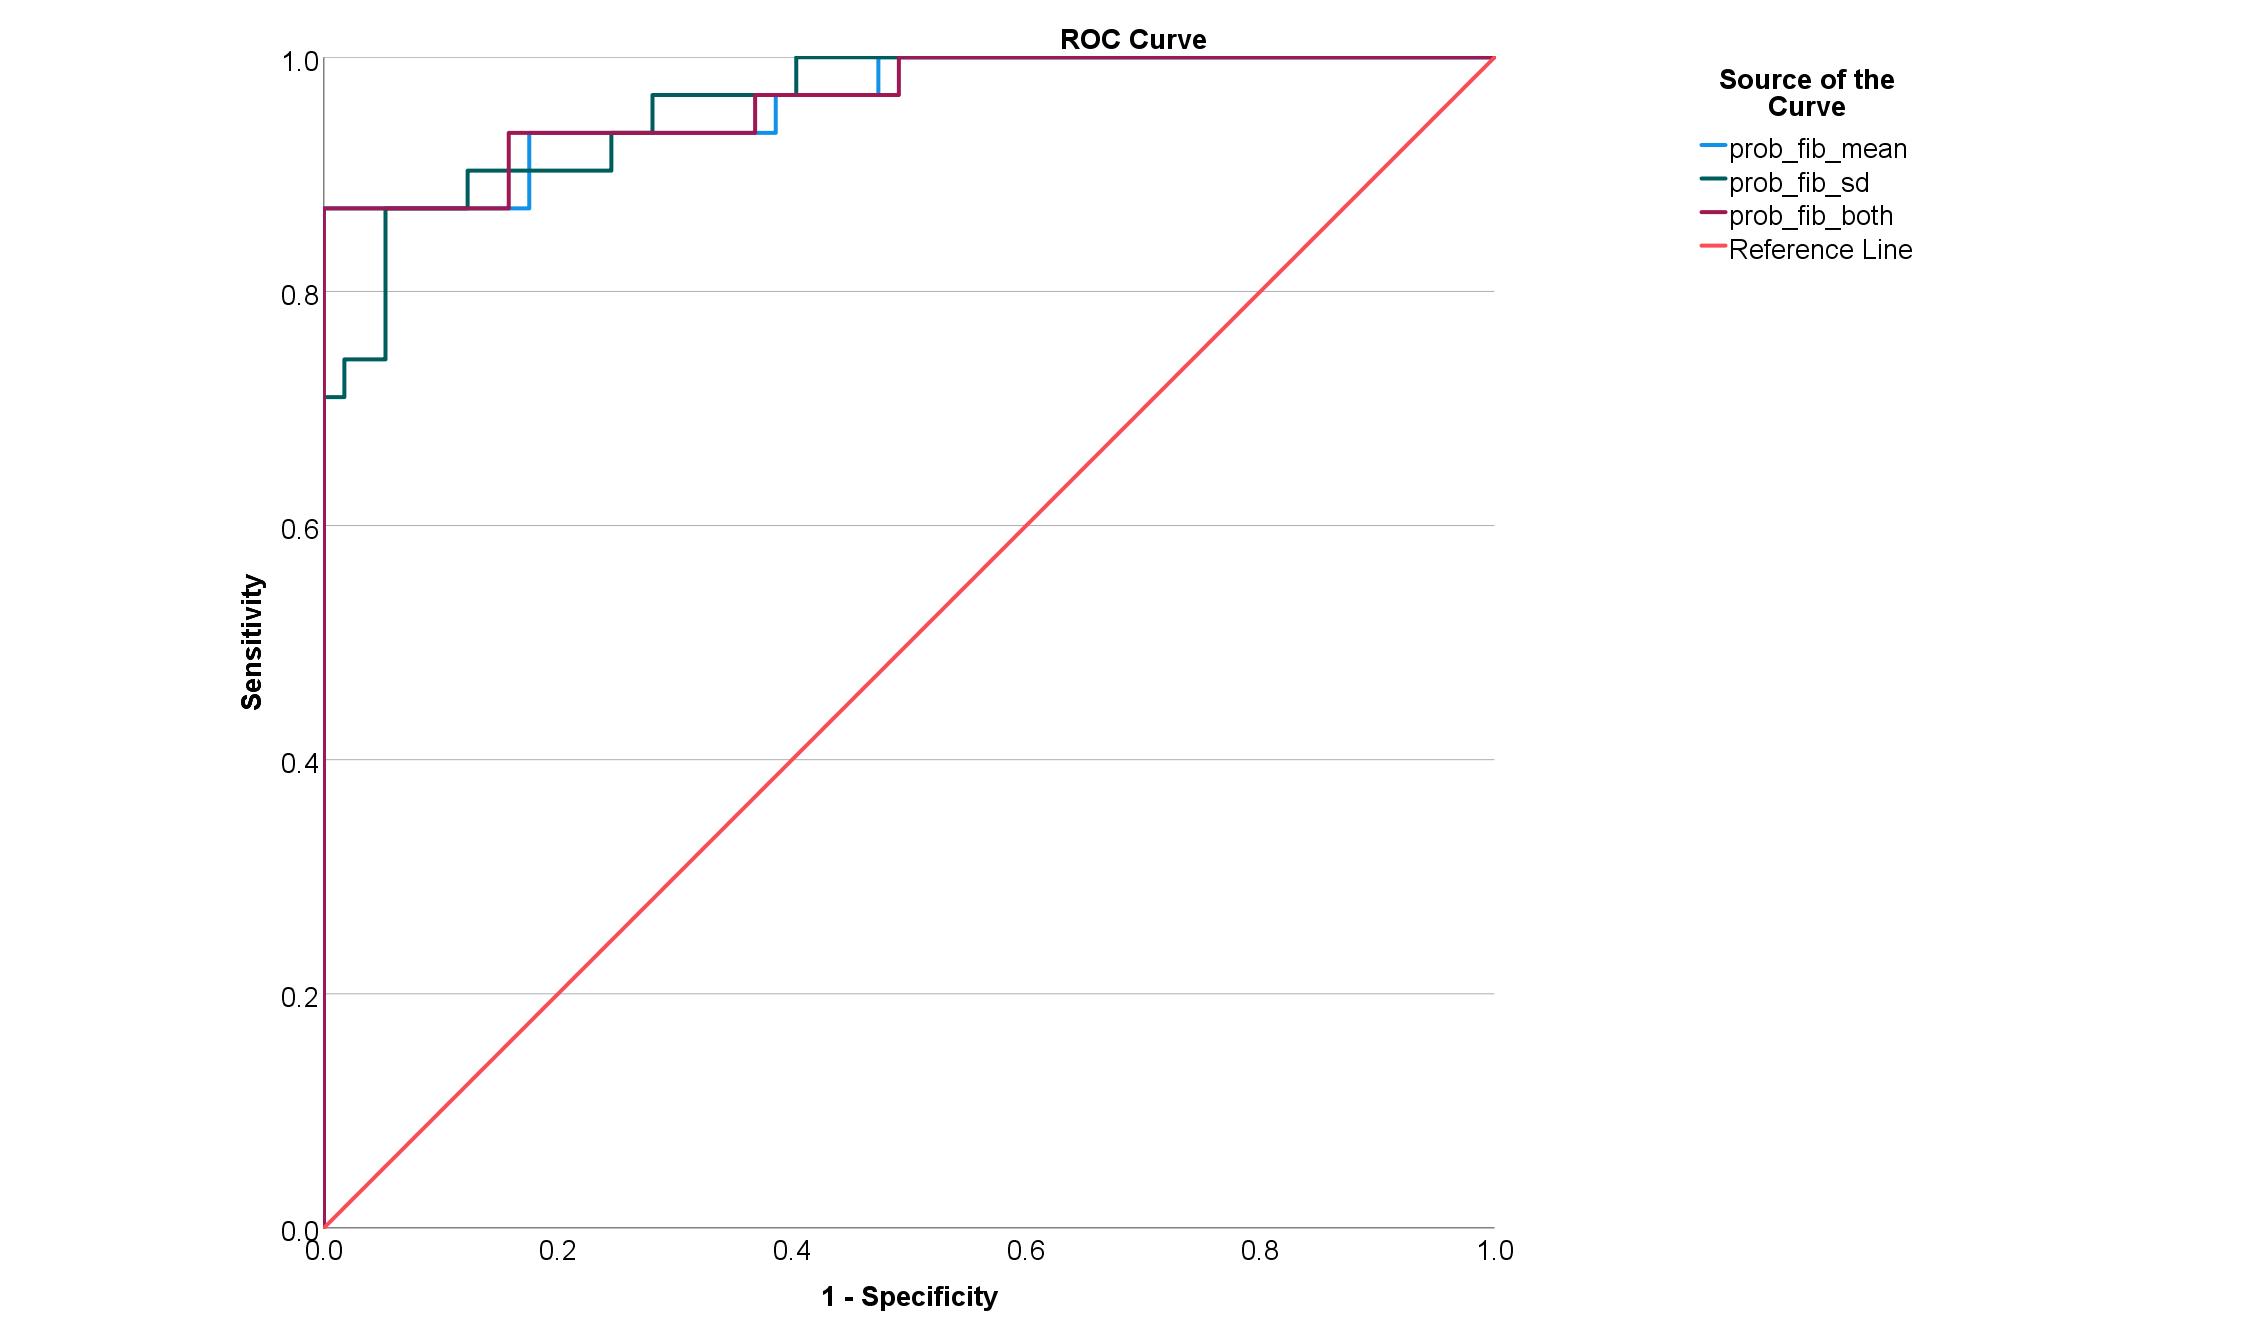 ROC Curve
1.0
0.8
0.6
0.4
0.2
0.0
Sensitivity
0.0 0.2 0.4 0.6 0.8 1.0
1 - Specificity
Source of the
Curve
prob_fib_mean
prob_fib_sd
prob_fib_both
Reference Line